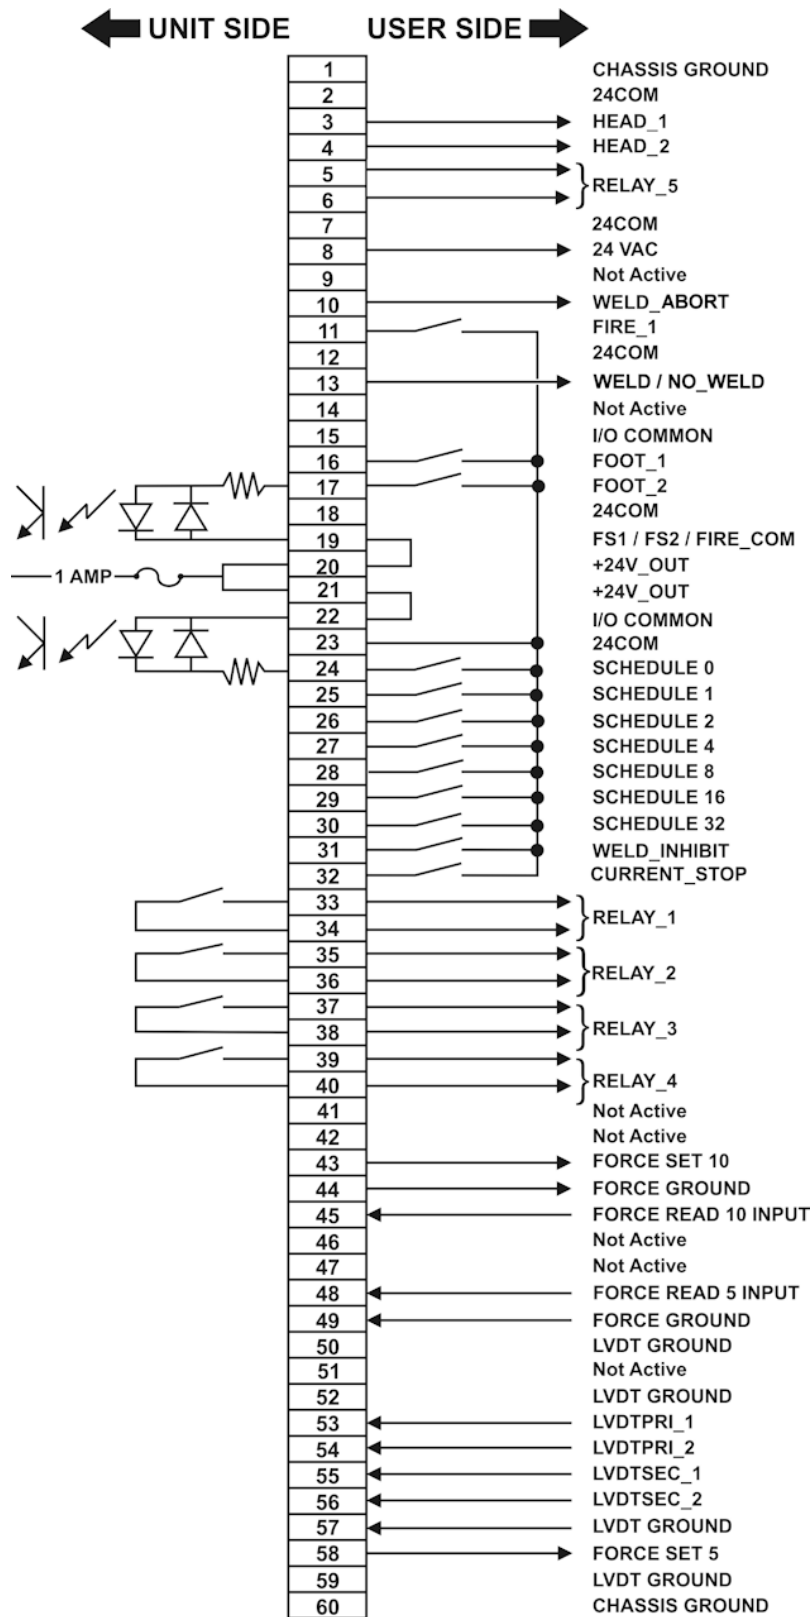 UNIT SIDE USER SIDE
1 CHASSIS GROUND
2 24COM
3 HEAD_1
4 HEAD_2
5
RELAY_5
6
7 24COM
8 24 VAC
9 Not Active
10 WELD_ABORT
11 FIRE_1
12 24COM
13 WELD / NO_WELD
14 Not Active
15 I/O COMMON
16 FOOT_1
17 FOOT_2
18 24COM
19 FS1 / FS2 / FIRE_COM
20 +24V_OUT
1 AMP
21 +24V_OUT
22 I/O COMMON
23 24COM
24 SCHEDULE 0
25 SCHEDULE 1
26 SCHEDULE 2
27 SCHEDULE 4
28 SCHEDULE 8
29 SCHEDULE 16
30 SCHEDULE 32
31 WELD_INHIBIT
32 CURRENT_STOP
33
RELAY_1
34
35
RELAY_2
36
37
RELAY_3
38
39
RELAY_4
40
41 Not Active
42 Not Active
43 FORCE SET 10
44 FORCE GROUND
45 FORCE READ 10 INPUT
46 Not Active
47 Not Active
48 FORCE READ 5 INPUT
49 FORCE GROUND
50 LVDT GROUND
51 Not Active
52 LVDT GROUND
53 LVDTPRI_1
54 LVDTPRI_2
55 LVDTSEC_1
56 LVDTSEC_2
57 LVDT GROUND
58 FORCE SET 5
59 LVDT GROUND
60 CHASSIS GROUND